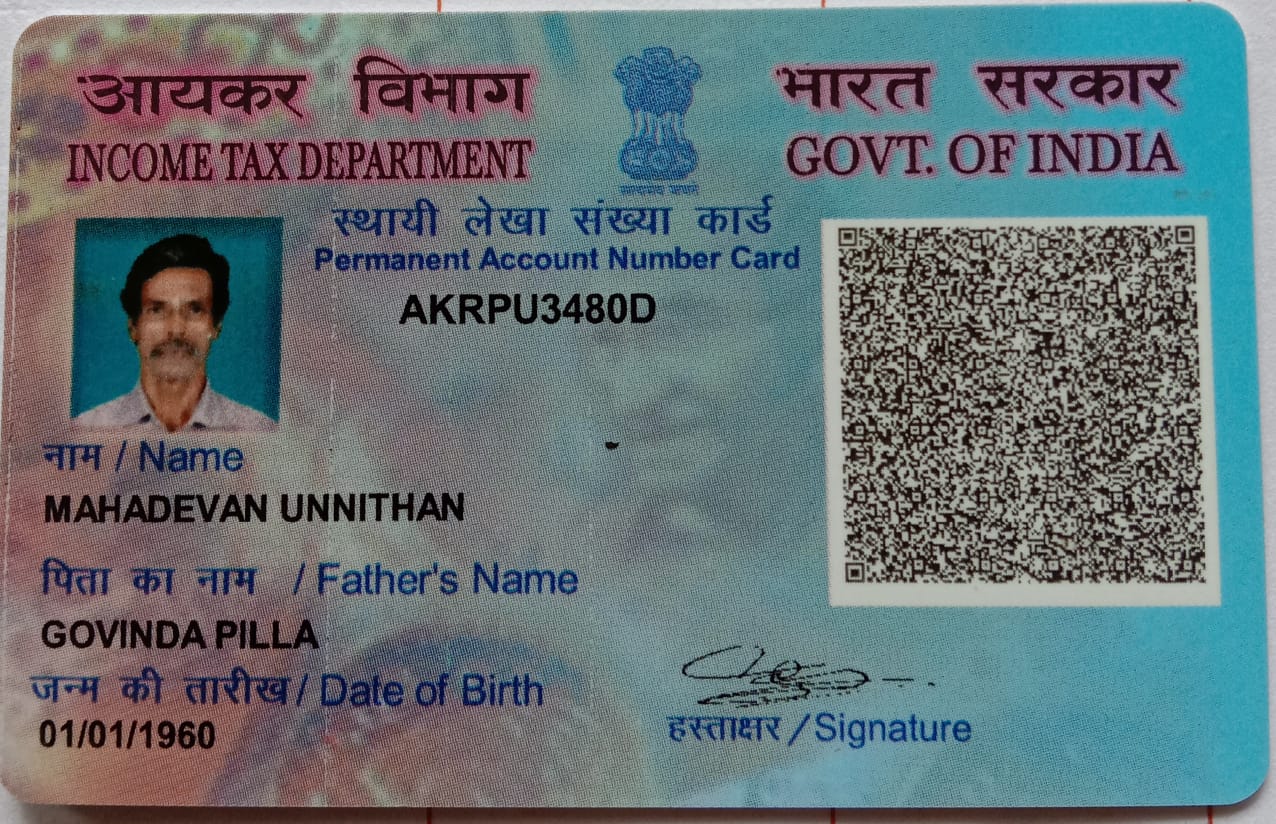 आयकर विभाग
INCOME TAX DEPARTMENT
भारत सरकार
GOVT. OF INDIA
सत्यमेव जयते
स्थायी लेखा संख्या कार्ड
Permanent Account Number Card
AKRPU3480D
नाम / Name
MAHADEVAN UNNITHAN
पिता का नाम / Father's Name
GOVINDA PILLA
जन्म की तारीख / Date of Birth
01/01/1960
हस्ताक्षर / Signature